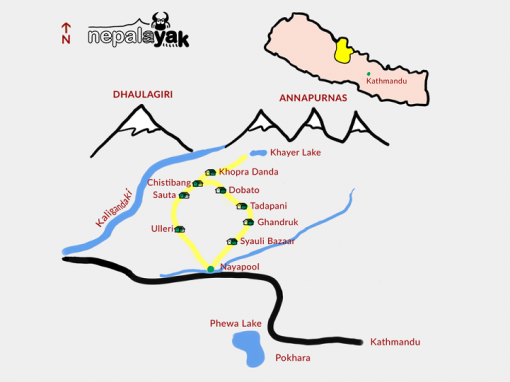 N
nepalayak
Kathmandu
DHAULAGIRI
ANNAPURNAS
Khayer Lake
Khopra Danda
Chistibang
Dobato
Sauta
Kaligandaki
Tadapani
Ghandruk
Ulleri
Syauli Bazaar
Nayapool
Phewa Lake
Kathmandu
Pokhara